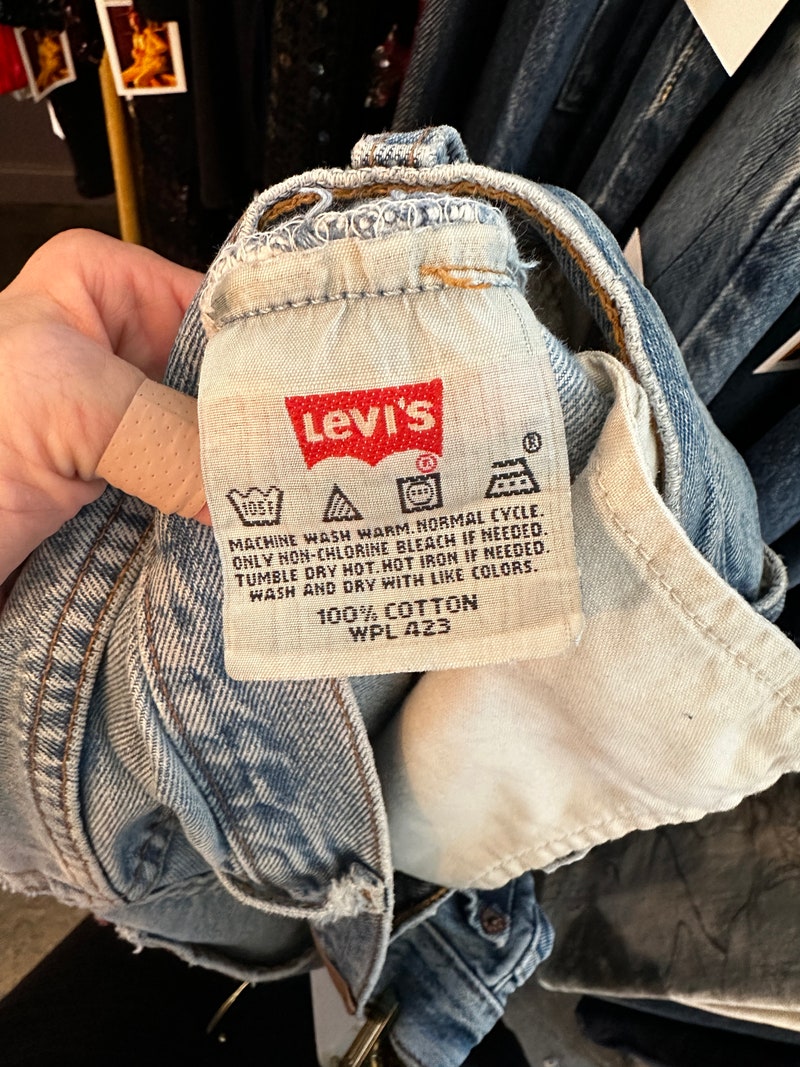 Levi's
®
®
105F
MACHINE WASH WARM. NORMAL CYCLE.
ONLY NON-CHLORINE BLEACH IF NEEDED.
TUMBLE DRY HOT. HOT IRON IF NEEDED.
WASH AND DRY WITH LIKE COLORS.
100% COTTON
WPL 423